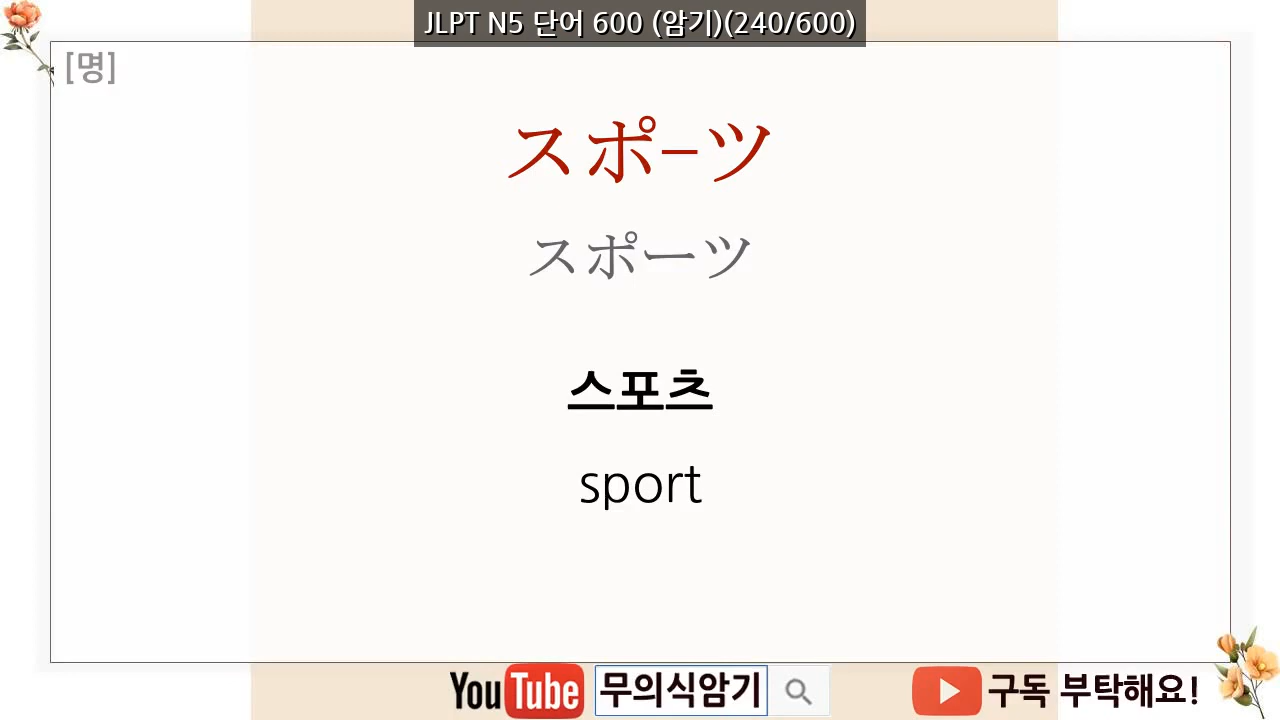 JLPT N5 단어 600 (암기)(240/600)
[명]
スポ−ツ
スポーツ
스포츠
sport
YouTube 무의식암기 구독 부탁해요!